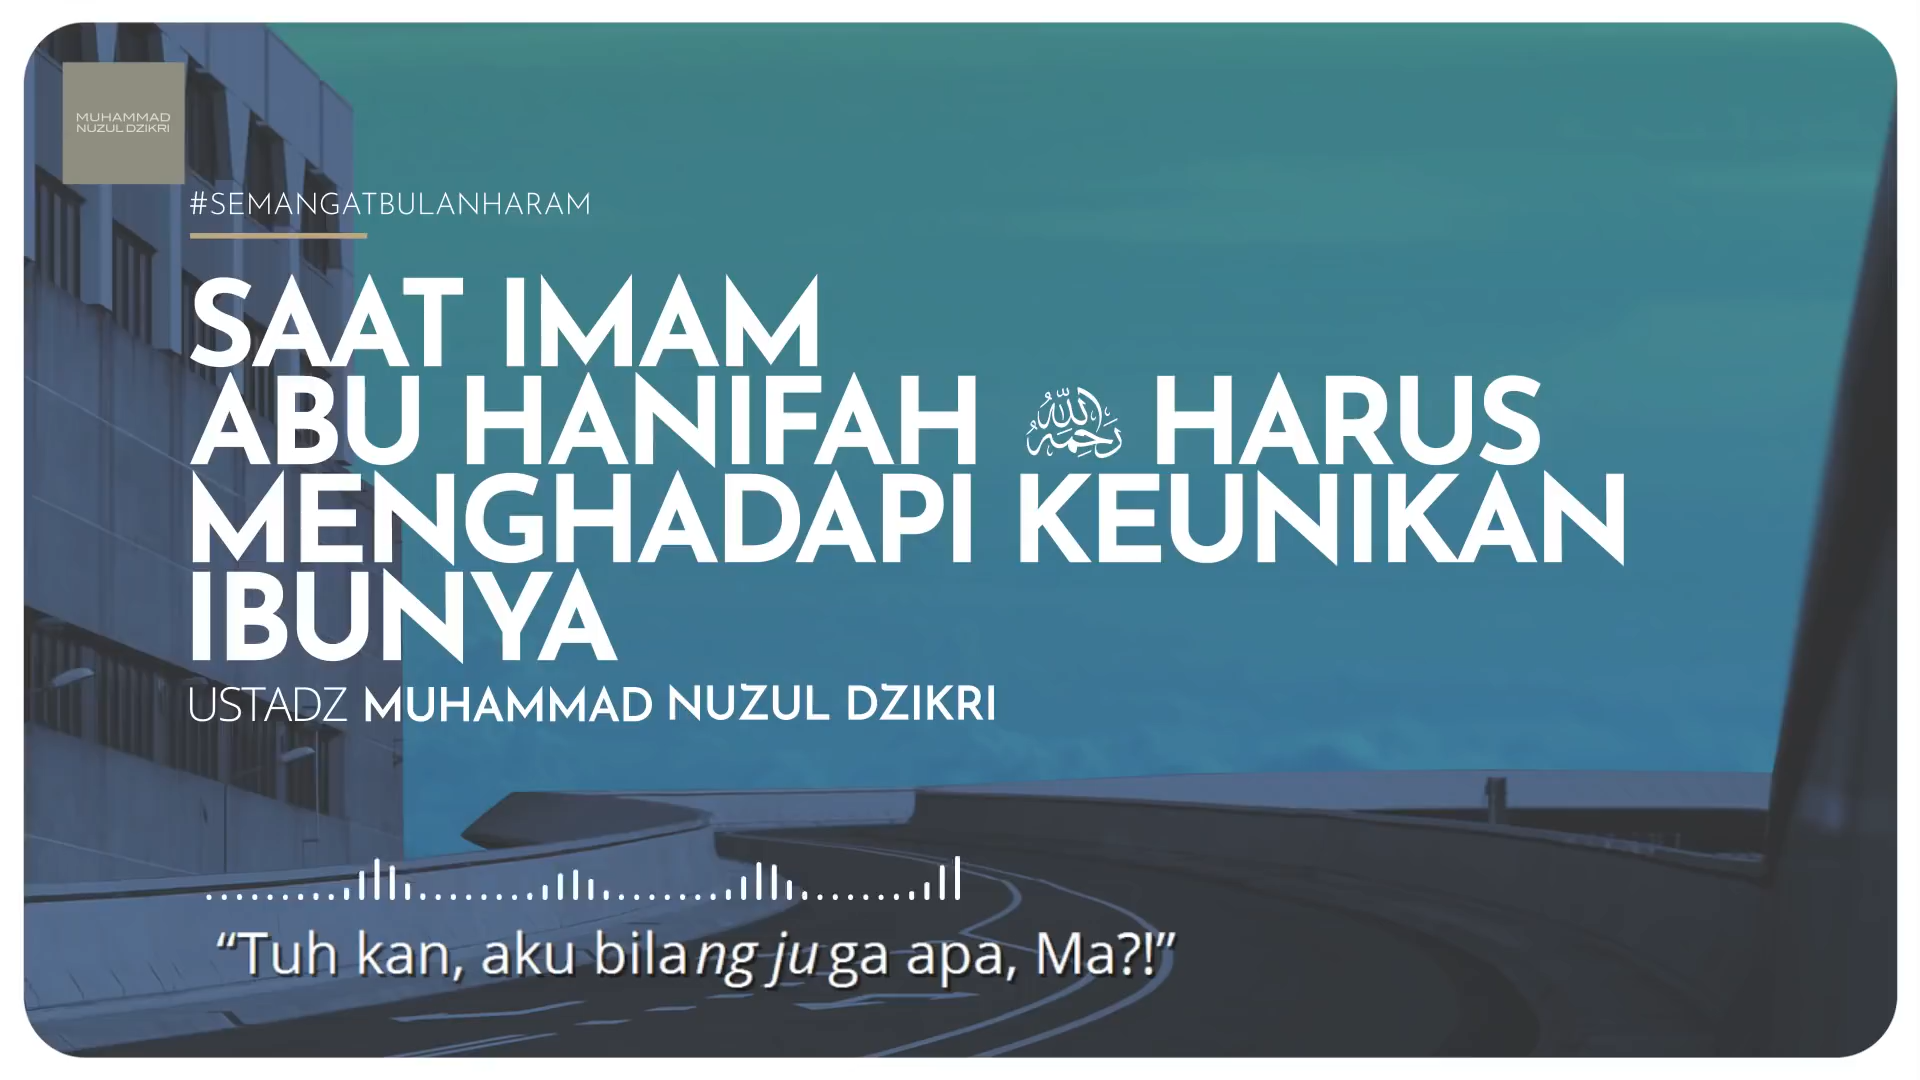 MUHAMMAD
NUZUL DZIKRI
#SEMANGATBULANHARAM
SAAT IMAM
ABU HANIFAH رحمه الله HARUS
MENGHADAPI KEUNIKAN
IBUNYA
USTADZ MUHAMMAD NUZUL DZIKRI
“Tuh kan, aku bilang juga apa, Ma?!”